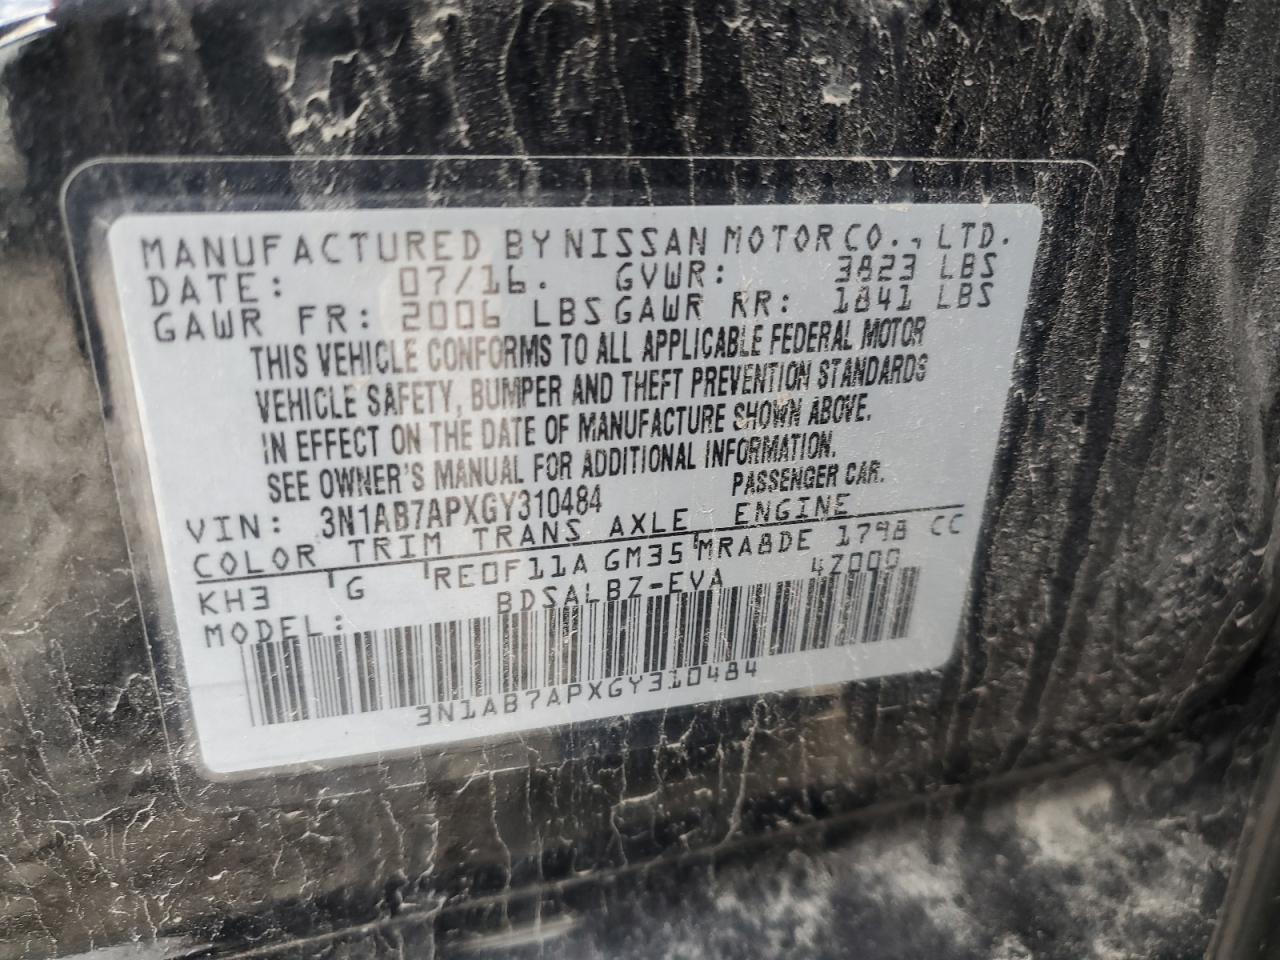 MANUFACTURED BY NISSAN MOTOR CO., LTD.
DATE: 07/16. GVWR: 3823 LBS
GAWR FR: 2006 LBS GAWR RR: 1841 LBS
THIS VEHICLE CONFORMS TO ALL APPLICABLE FEDERAL MOTOR
VEHICLE SAFETY, BUMPER AND THEFT PREVENTION STANDARDS
IN EFFECT ON THE DATE OF MANUFACTURE SHOWN ABOVE.
SEE OWNER'S MANUAL FOR ADDITIONAL INFORMATION.
VIN: 3N1AB7APXGY310484 PASSENGER CAR.
COLOR TRIM TRANS AXLE ENGINE
KH3 G RE0F11A GM35 MRA8DE 1798 CC
MODEL: BDSALBZ-EVA 4Z000
3N1AB7APXGY310484